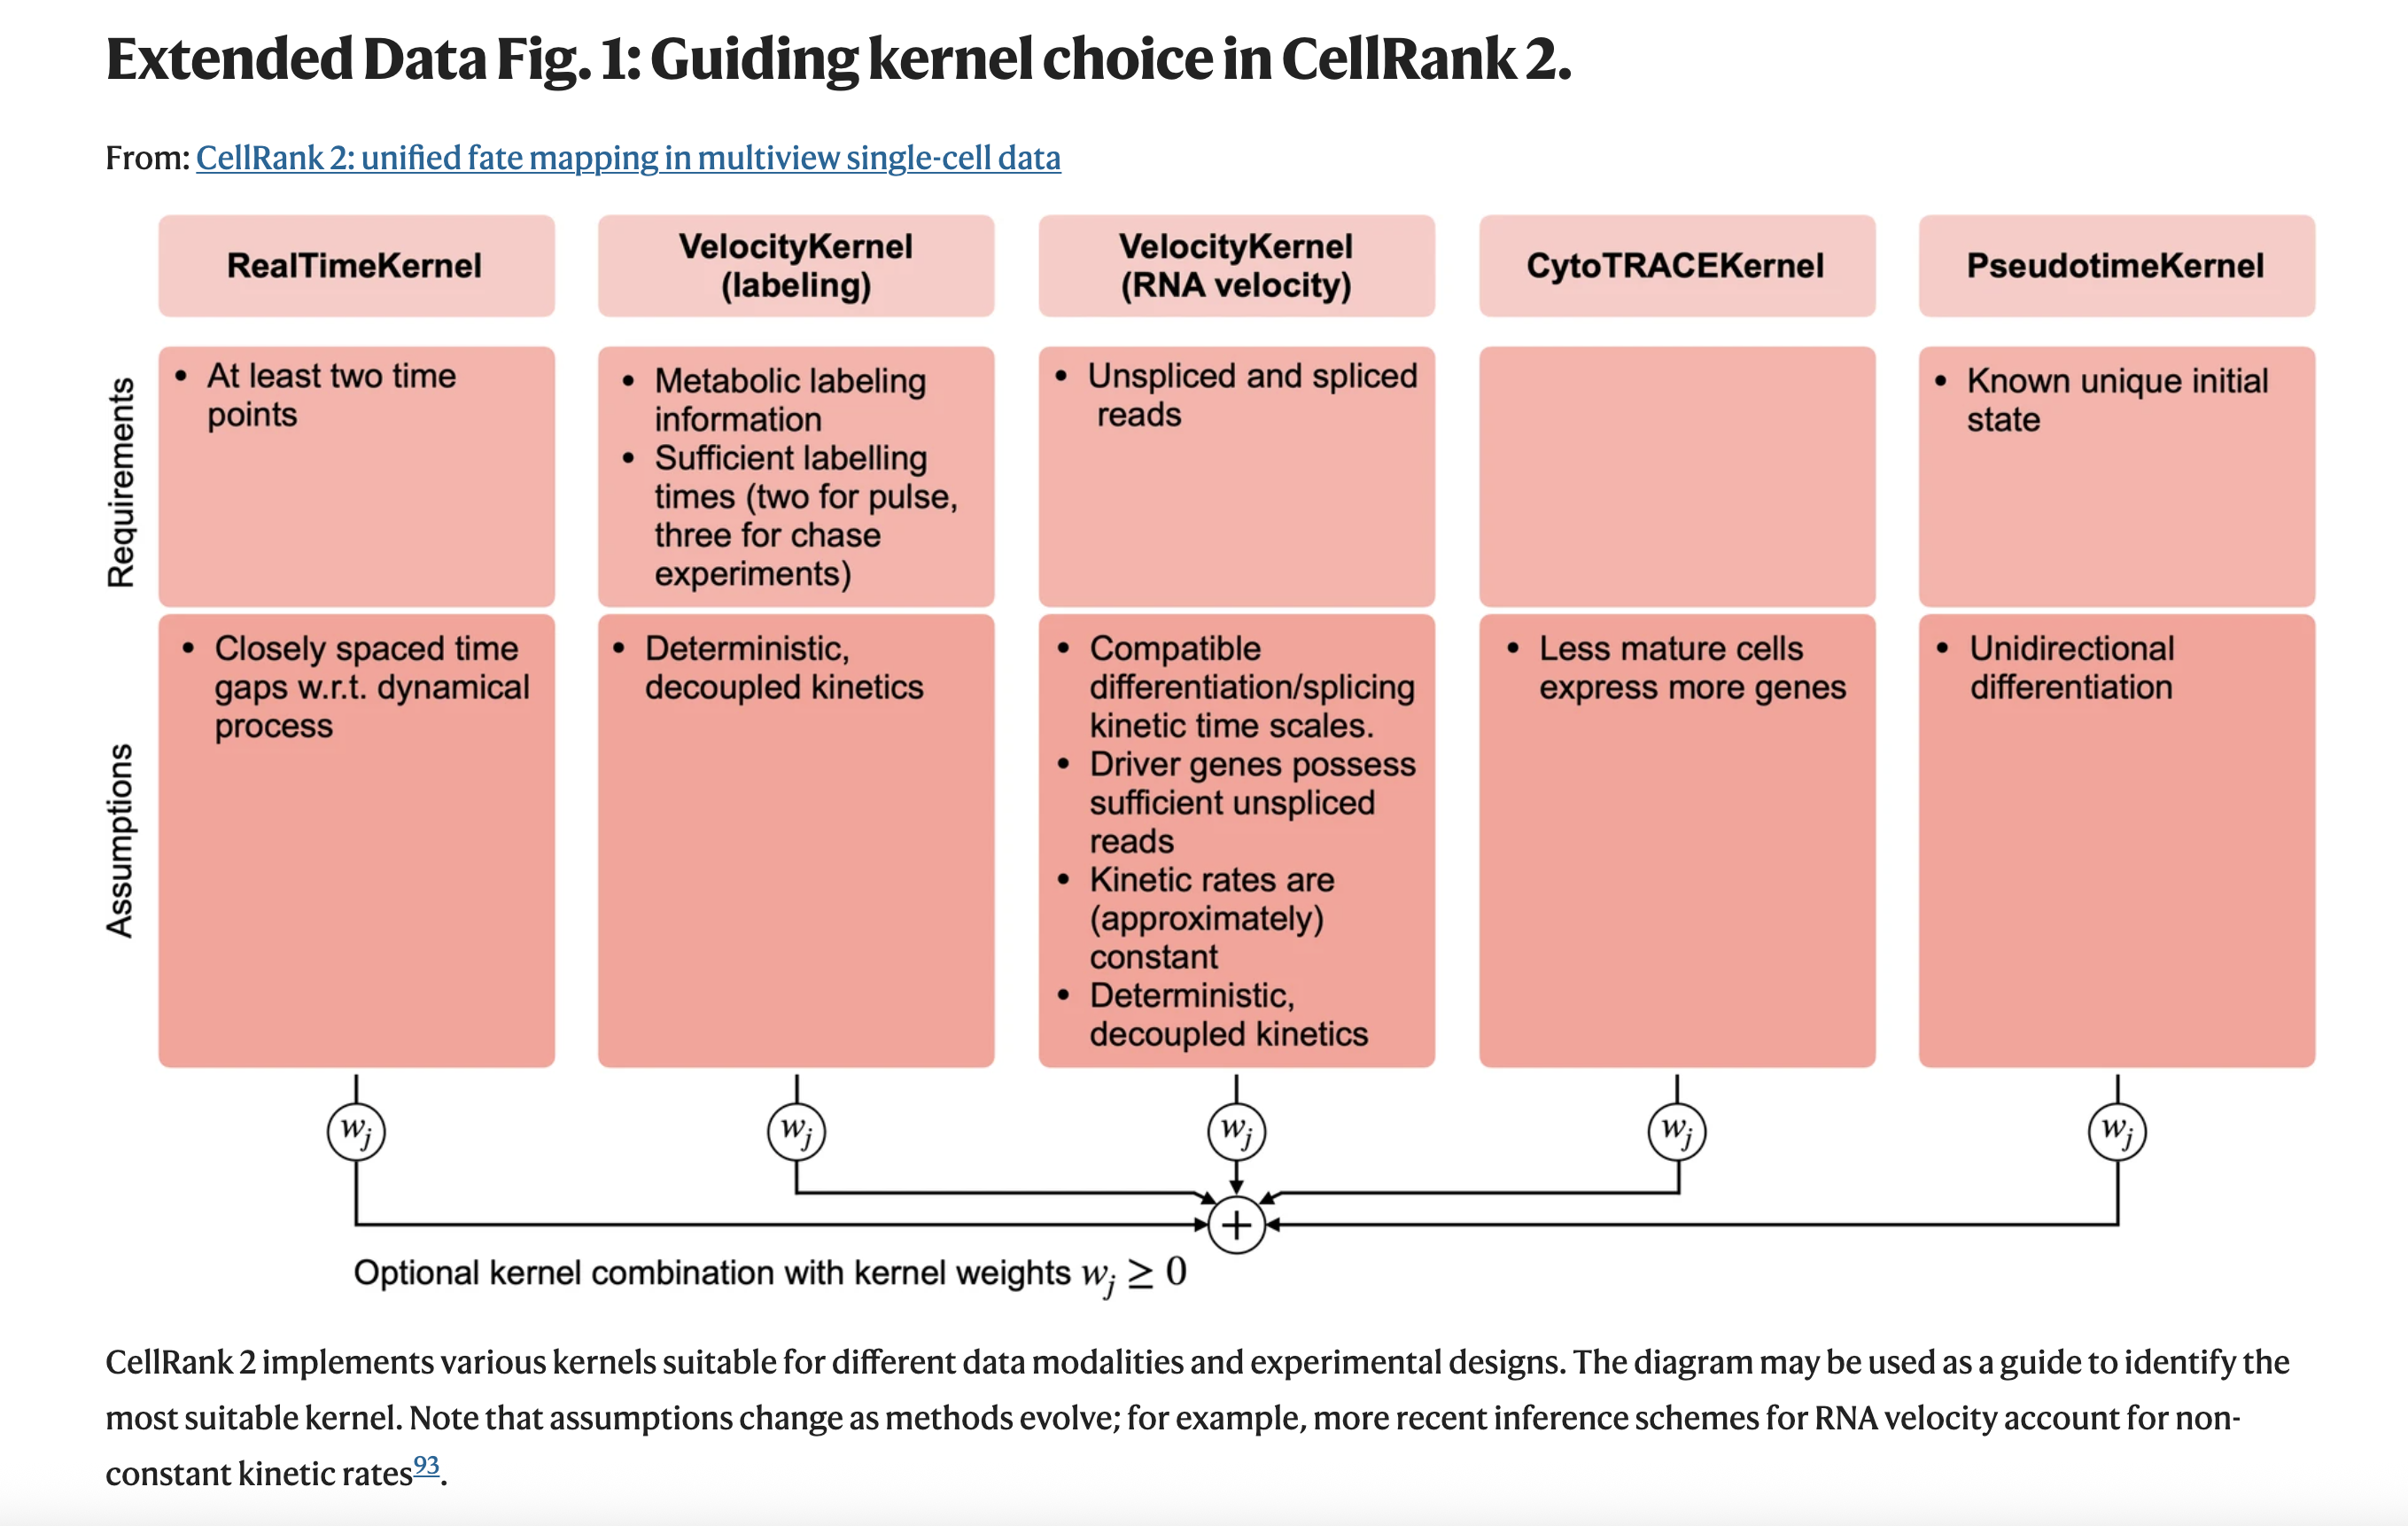 Extended Data Fig. 1: Guiding kernel choice in CellRank 2.
From: CellRank 2: unified fate mapping in multiview single-cell data
RealTimeKernel
VelocityKernel
(labeling)
VelocityKernel
(RNA velocity)
CytoTRACEKernel
PseudotimeKernel
Requirements
• At least two time
points
• Metabolic labeling
information
• Sufficient labelling
times (two for pulse,
three for chase
experiments)
• Unspliced and spliced
reads
• Known unique initial
state
Assumptions
• Closely spaced time
gaps w.r.t. dynamical
process
• Deterministic,
decoupled kinetics
• Compatible
differentiation/splicing
kinetic time scales.
• Driver genes possess
sufficient unspliced
reads
• Kinetic rates are
(approximately)
constant
• Deterministic,
decoupled kinetics
• Less mature cells
express more genes
• Unidirectional
differentiation
wj
wj
wj
wj
wj
+
Optional kernel combination with kernel weights wj ≥ 0
CellRank 2 implements various kernels suitable for different data modalities and experimental designs. The diagram may be used as a guide to identify the
most suitable kernel. Note that assumptions change as methods evolve; for example, more recent inference schemes for RNA velocity account for non-
constant kinetic rates93.